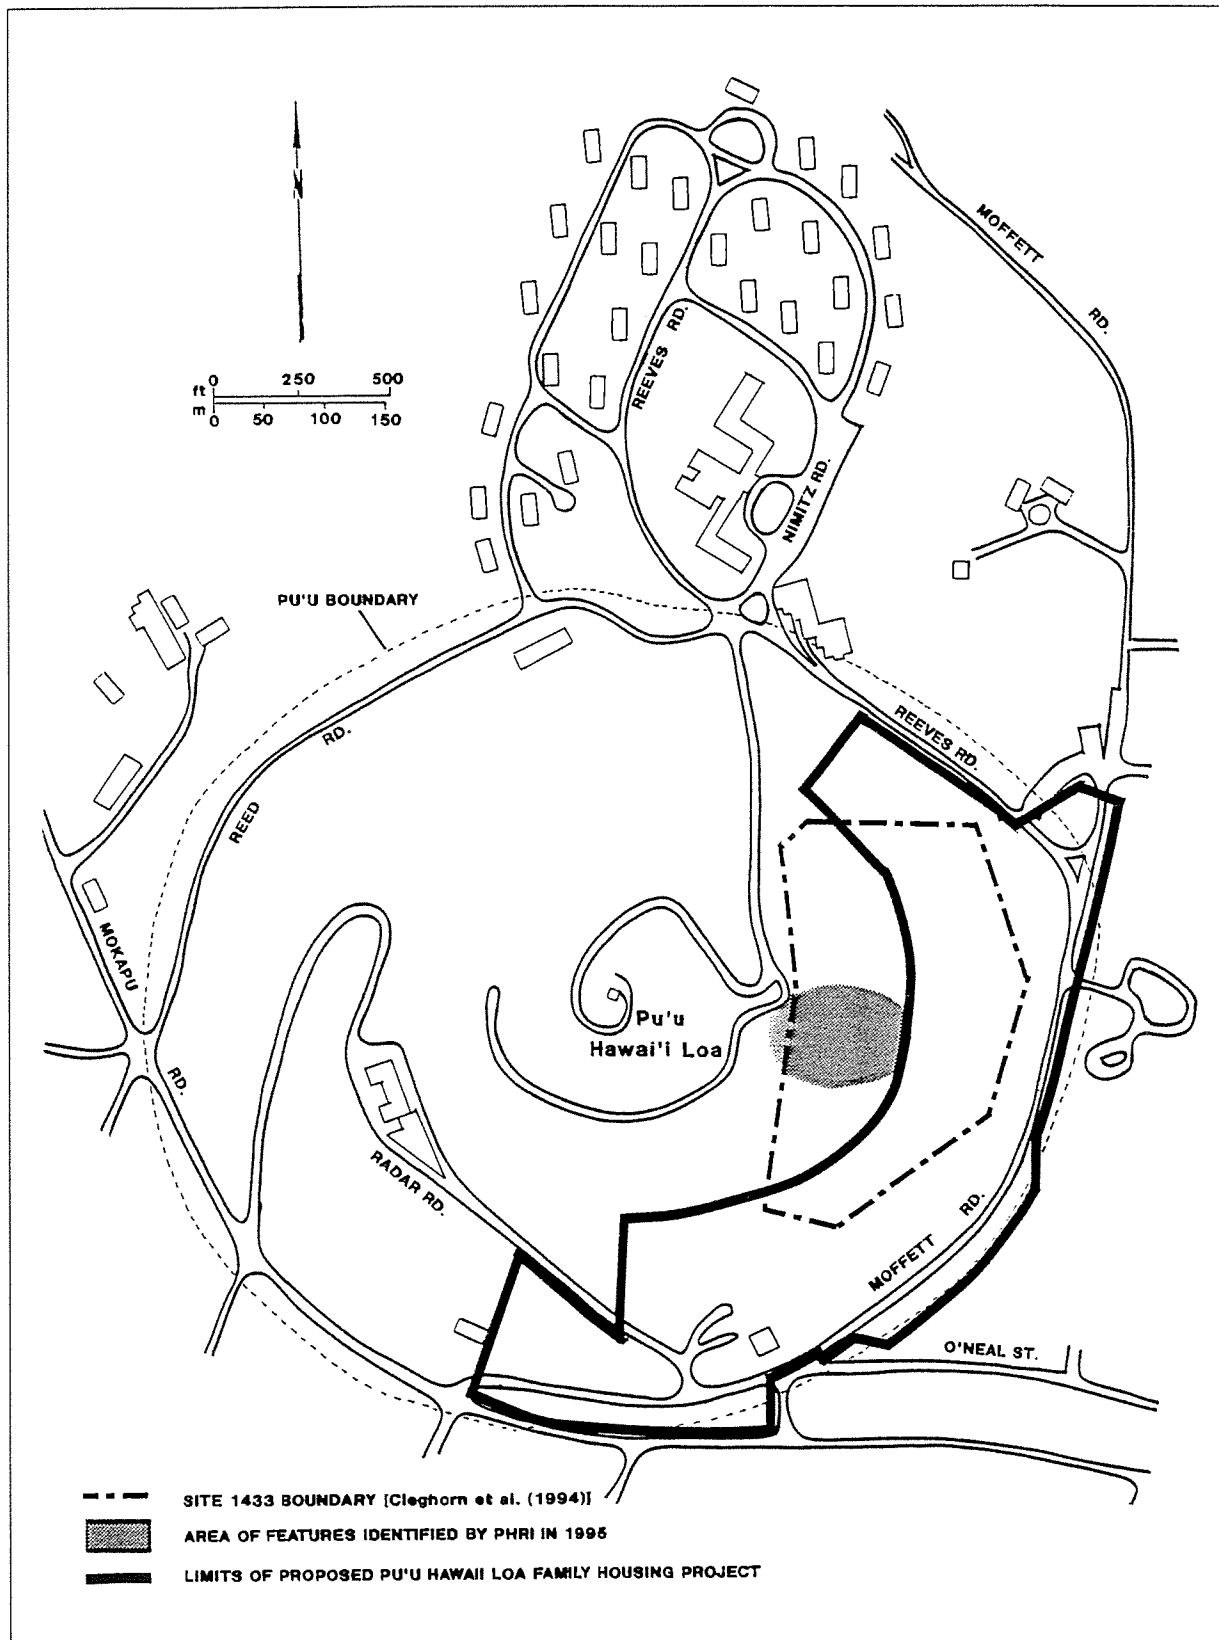 N
MOFFETT
RD.
0 250 500
ft
m
0 50 100 150
REEVES RD.
NIMITZ RD.
PU'U BOUNDARY
REEVES RD.
RD.
REED
MOKAPU
RD.
Pu'u
Hawai'i Loa
RADAR RD.
MOFFETT RD.
O'NEAL ST.
SITE 1433 BOUNDARY [Cleghorn et al. (1994)]
AREA OF FEATURES IDENTIFIED BY PHRI IN 1995
LIMITS OF PROPOSED PU'U HAWAII LOA FAMILY HOUSING PROJECT